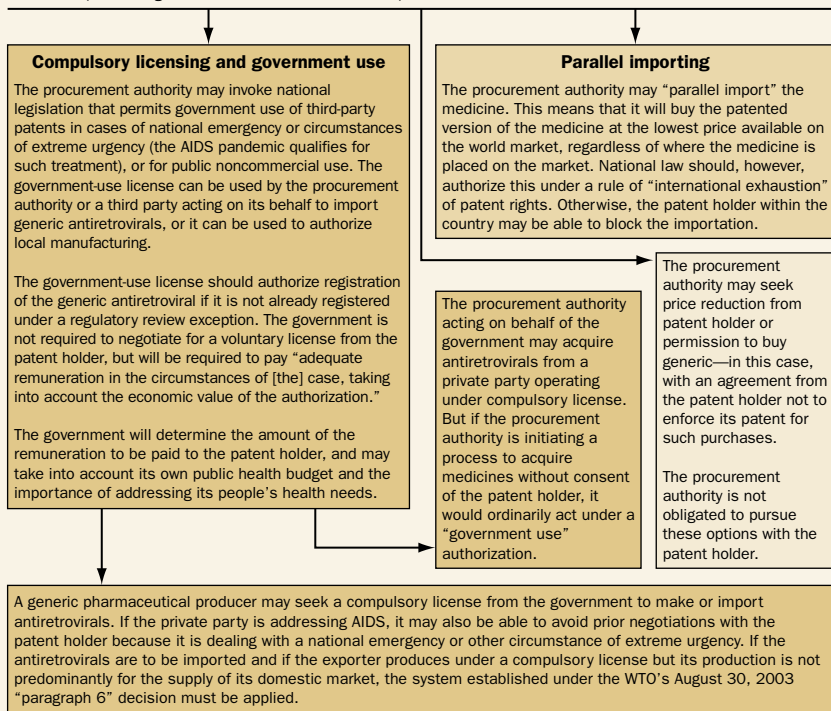 Compulsory licensing and government use
The procurement authority may invoke national
legislation that permits government use of third-party
patents in cases of national emergency or circumstances
of extreme urgency (the AIDS pandemic qualifies for
such treatment), or for public noncommercial use. The
government-use license can be used by the procurement
authority or a third party acting on its behalf to import
generic antiretrovirals, or it can be used to authorize
local manufacturing.
The government-use license should authorize registration
of the generic antiretroviral if it is not already registered
under a regulatory review exception. The government is
not required to negotiate for a voluntary license from the
patent holder, but will be required to pay “adequate
remuneration in the circumstances of [the] case, taking
into account the economic value of the authorization.”
The government will determine the amount of the
remuneration to be paid to the patent holder, and may
take into account its own public health budget and the
importance of addressing its people’s health needs.
Parallel importing
The procurement authority may “parallel import” the
medicine. This means that it will buy the patented
version of the medicine at the lowest price available on
the world market, regardless of where the medicine is
placed on the market. National law should, however,
authorize this under a rule of “international exhaustion”
of patent rights. Otherwise, the patent holder within the
country may be able to block the importation.
The procurement authority
acting on behalf of the
government may acquire
antiretrovirals from a
private party operating
under compulsory license.
But if the procurement
authority is initiating a
process to acquire
medicines without consent
of the patent holder, it
would ordinarily act under a
“government use”
authorization.
The procurement
authority may seek
price reduction from
patent holder or
permission to buy
generic—in this case,
with an agreement from
the patent holder not to
enforce its patent for
such purchases.
The procurement
authority is not
obligated to pursue
these options with the
patent holder.
A generic pharmaceutical producer may seek a compulsory license from the government to make or import
antiretrovirals. If the private party is addressing AIDS, it may also be able to avoid prior negotiations with the
patent holder because it is dealing with a national emergency or other circumstance of extreme urgency. If the
antiretrovirals are to be imported and if the exporter produces under a compulsory license but its production is not
predominantly for the supply of its domestic market, the system established under the WTO’s August 30, 2003
“paragraph 6” decision must be applied.